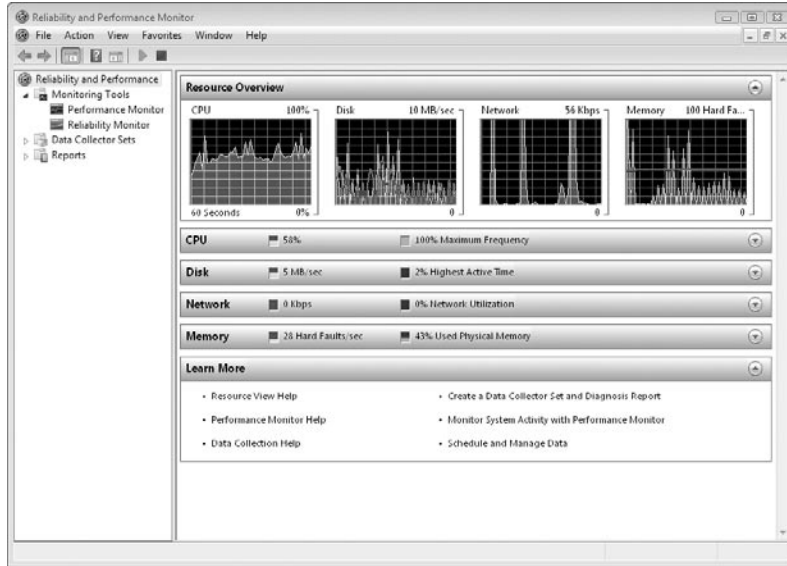 Reliability and Performance Monitor
File Action View Favorites Window Help
Reliability and Performance
Monitoring Tools
Performance Monitor
Reliability Monitor
Data Collector Sets
Reports
Resource Overview
CPU 100%
60 Seconds 0%
Disk 10 MB/sec
0
Network 56 Kbps
0
Memory 100 Hard Fa...
0
CPU 58% 100% Maximum Frequency
Disk 5 MB/sec 2% Highest Active Time
Network 0 Kbps 0% Network Utilization
Memory 28 Hard Faults/sec 43% Used Physical Memory
Learn More
• Resource View Help
• Performance Monitor Help
• Data Collection Help
• Create a Data Collector Set and Diagnosis Report
• Monitor System Activity with Performance Monitor
• Schedule and Manage Data